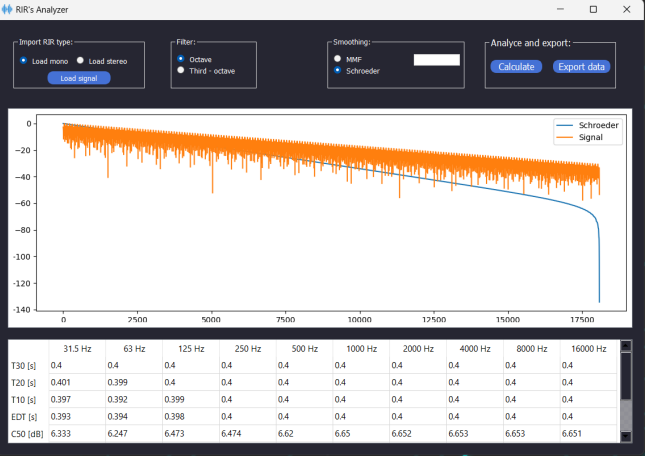 RIR's Analyzer
Import RIR type:
Load mono Load stereo
Load signal
Filter:
Octave
Third - octave
Smoothing:
MMF
Schroeder
Analyce and export:
Calculate Export data
Schroeder
Signal
0
−20
−40
−60
−80
−100
−120
−140
0 2500 5000 7500 10000 12500 15000 17500
31.5 Hz 63 Hz 125 Hz 250 Hz 500 Hz 1000 Hz 2000 Hz 4000 Hz 8000 Hz 16000 Hz
T30 [s] 0.4 0.4 0.4 0.4 0.4 0.4 0.4 0.4 0.4 0.4
T20 [s] 0.401 0.399 0.4 0.4 0.4 0.4 0.4 0.4 0.4 0.4
T10 [s] 0.397 0.392 0.399 0.4 0.4 0.4 0.4 0.4 0.4 0.4
EDT [s] 0.393 0.394 0.398 0.4 0.4 0.4 0.4 0.4 0.4 0.4
C50 [dB] 6.333 6.247 6.473 6.474 6.62 6.65 6.652 6.653 6.653 6.651